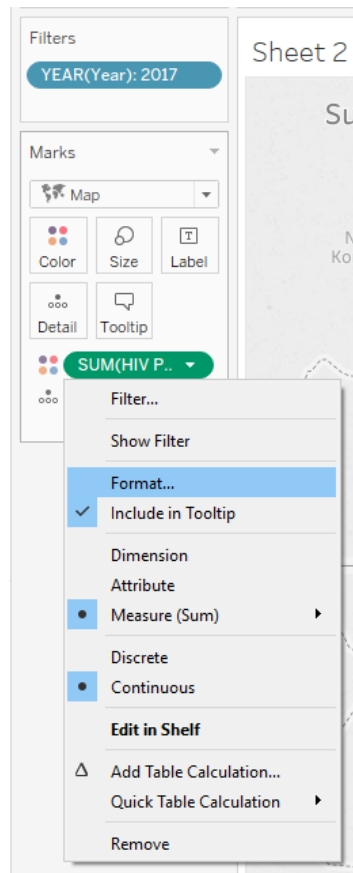 Filters
YEAR(Year): 2017
Sheet 2
Su
Marks
Map
N
Ko
Color Size Label
T
Detail Tooltip
SUM(HIV P..
Filter...
Show Filter
Format...
Include in Tooltip
Dimension
Attribute
Measure (Sum)
Discrete
Continuous
Edit in Shelf
Add Table Calculation...
Quick Table Calculation
Remove